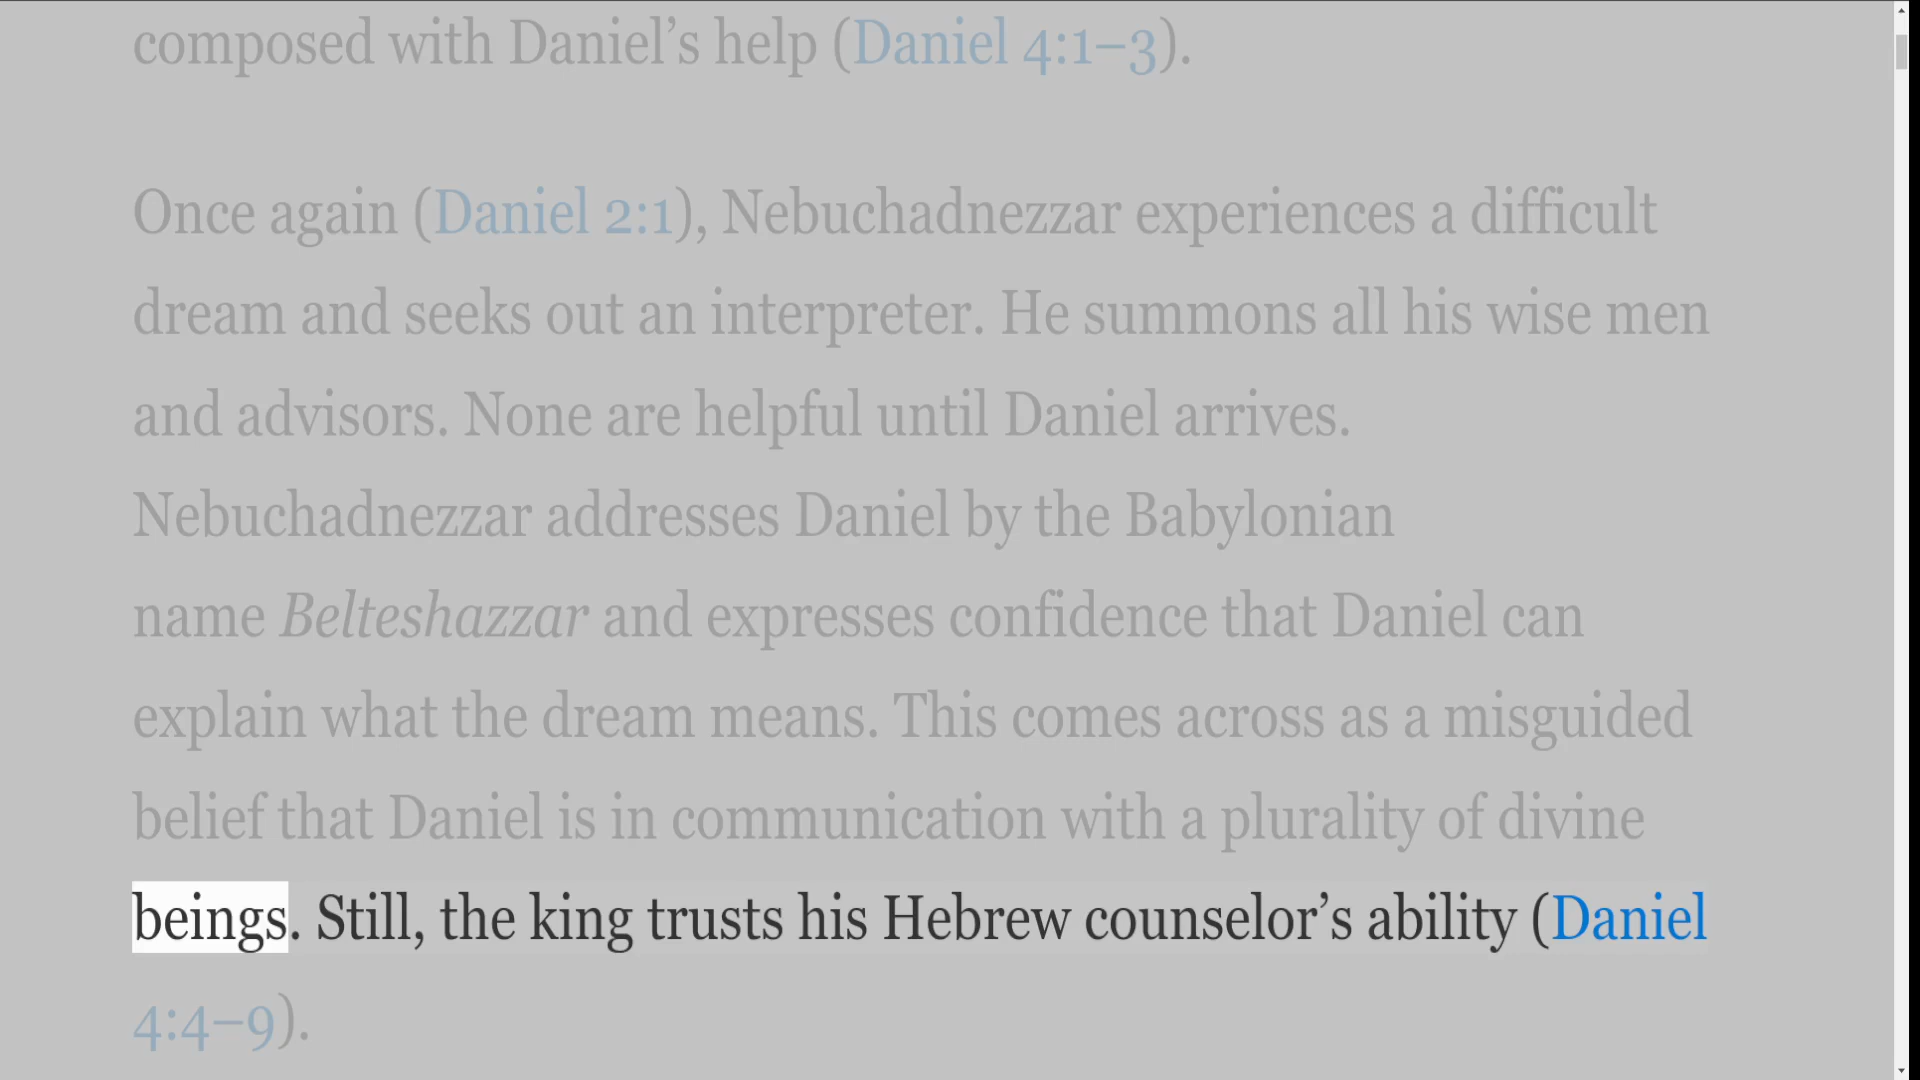 composed with Daniel’s help (Daniel 4:1–3).
Once again (Daniel 2:1), Nebuchadnezzar experiences a difficult
dream and seeks out an interpreter. He summons all his wise men
and advisors. None are helpful until Daniel arrives.
Nebuchadnezzar addresses Daniel by the Babylonian
name Belteshazzar and expresses confidence that Daniel can
explain what the dream means. This comes across as a misguided
belief that Daniel is in communication with a plurality of divine
beings. Still, the king trusts his Hebrew counselor’s ability (Daniel
4:4–9).